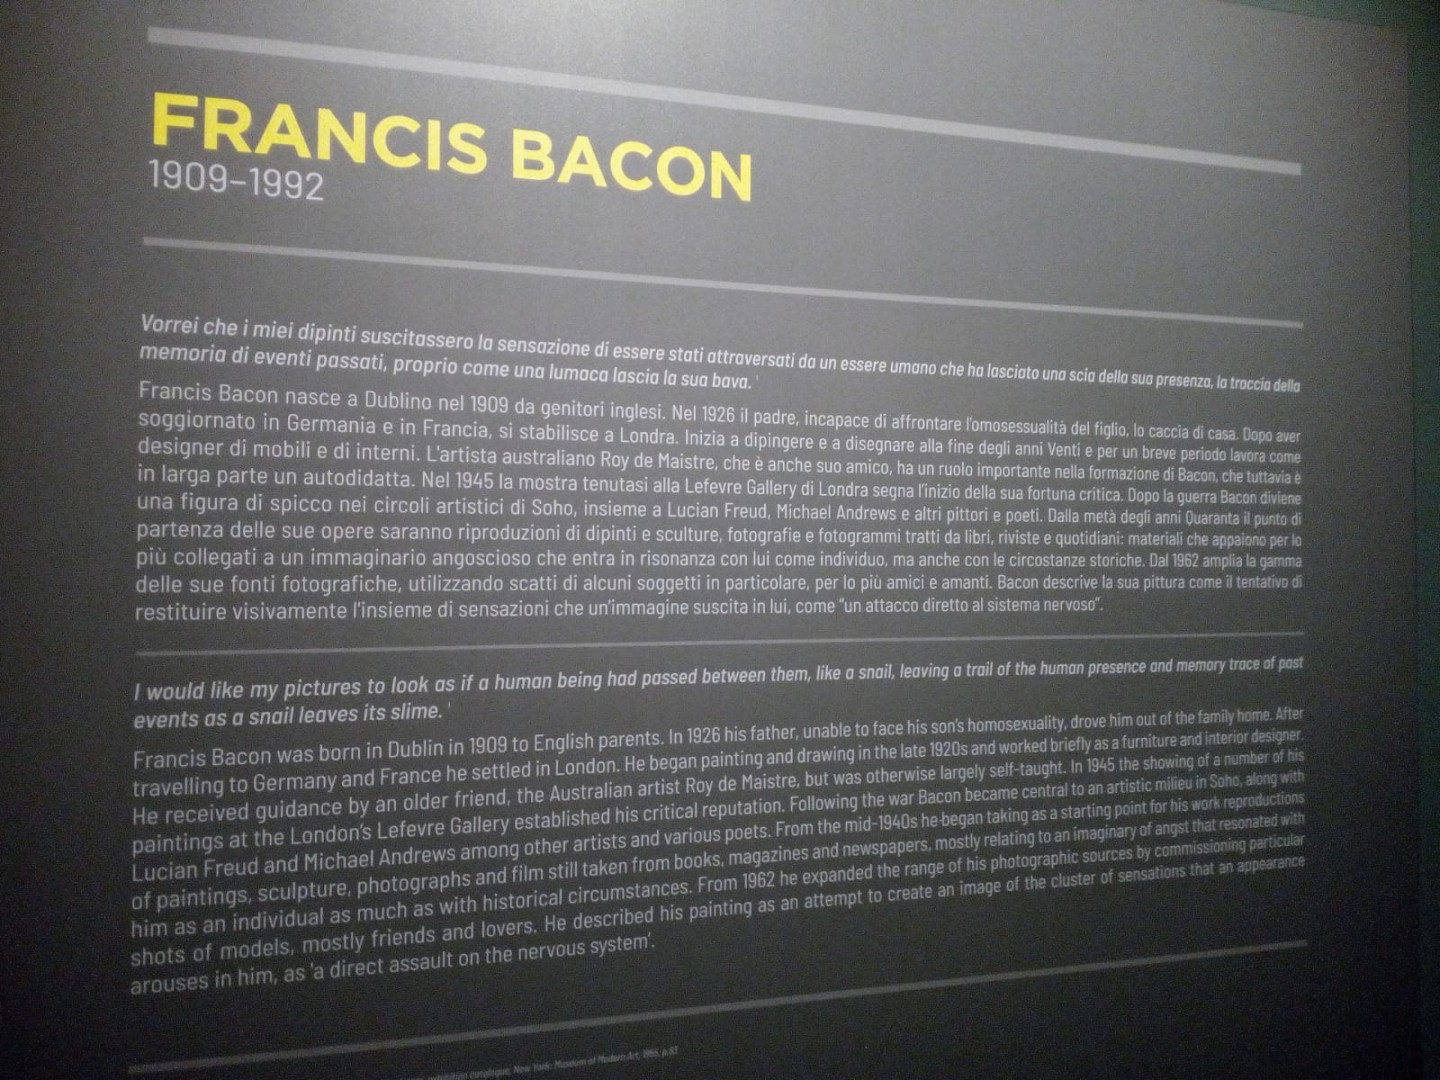 FRANCIS BACON
1909–1992
Vorrei che i miei dipinti suscitassero la sensazione di essere stati attraversati da un essere umano che ha lasciato una scia della sua presenza, la traccia della
memoria di eventi passati, proprio come una lumaca lascia la sua bava. ¹
Francis Bacon nasce a Dublino nel 1909 da genitori inglesi. Nel 1926 il padre, incapace di affrontare l'omosessualità del figlio, lo caccia di casa. Dopo aver
soggiornato in Germania e in Francia, si stabilisce a Londra. Inizia a dipingere e a disegnare alla fine degli anni Venti e per un breve periodo lavora come
designer di mobili e di interni. L'artista australiano Roy de Maistre, che è anche suo amico, ha un ruolo importante nella formazione di Bacon, che tuttavia è
in larga parte un autodidatta. Nel 1945 la mostra tenutasi alla Lefevre Gallery di Londra segna l'inizio della sua fortuna critica. Dopo la guerra Bacon diviene
una figura di spicco nei circoli artistici di Soho, insieme a Lucian Freud, Michael Andrews e altri pittori e poeti. Dalla metà degli anni Quaranta il punto di
partenza delle sue opere saranno riproduzioni di dipinti e sculture, fotografie e fotogrammi tratti da libri, riviste e quotidiani: materiali che appaiono per lo
più collegati a un immaginario angoscioso che entra in risonanza con lui come individuo, ma anche con le circostanze storiche. Dal 1962 amplia la gamma
delle sue fonti fotografiche, utilizzando scatti di alcuni soggetti in particolare, per lo più amici e amanti. Bacon descrive la sua pittura come il tentativo di
restituire visivamente l'insieme di sensazioni che un'immagine suscita in lui, come "un attacco diretto al sistema nervoso".
I would like my pictures to look as if a human being had passed between them, like a snail, leaving a trail of the human presence and memory trace of past
events as a snail leaves its slime. ¹
Francis Bacon was born in Dublin in 1909 to English parents. In 1926 his father, unable to face his son's homosexuality, drove him out of the family home. After
travelling to Germany and France he settled in London. He began painting and drawing in the late 1920s and worked briefly as a furniture and interior designer.
He received guidance by an older friend, the Australian artist Roy de Maistre, but was otherwise largely self-taught. In 1945 the showing of a number of his
paintings at the London's Lefevre Gallery established his critical reputation. Following the war Bacon became central to an artistic milieu in Soho, along with
Lucian Freud and Michael Andrews among other artists and various poets. From the mid-1940s he began taking as a starting point for his work reproductions
of paintings, sculpture, photographs and film still taken from books, magazines and newspapers, mostly relating to an imaginary of angst that resonated with
him as an individual as much as with historical circumstances. From 1962 he expanded the range of his photographic sources by commissioning particular
shots of models, mostly friends and lovers. He described his painting as an attempt to create an image of the cluster of sensations that an appearance
arouses in him, as 'a direct assault on the nervous system'.
exhibition catalogue, New York: Museum of Modern Art, 1955, p.63